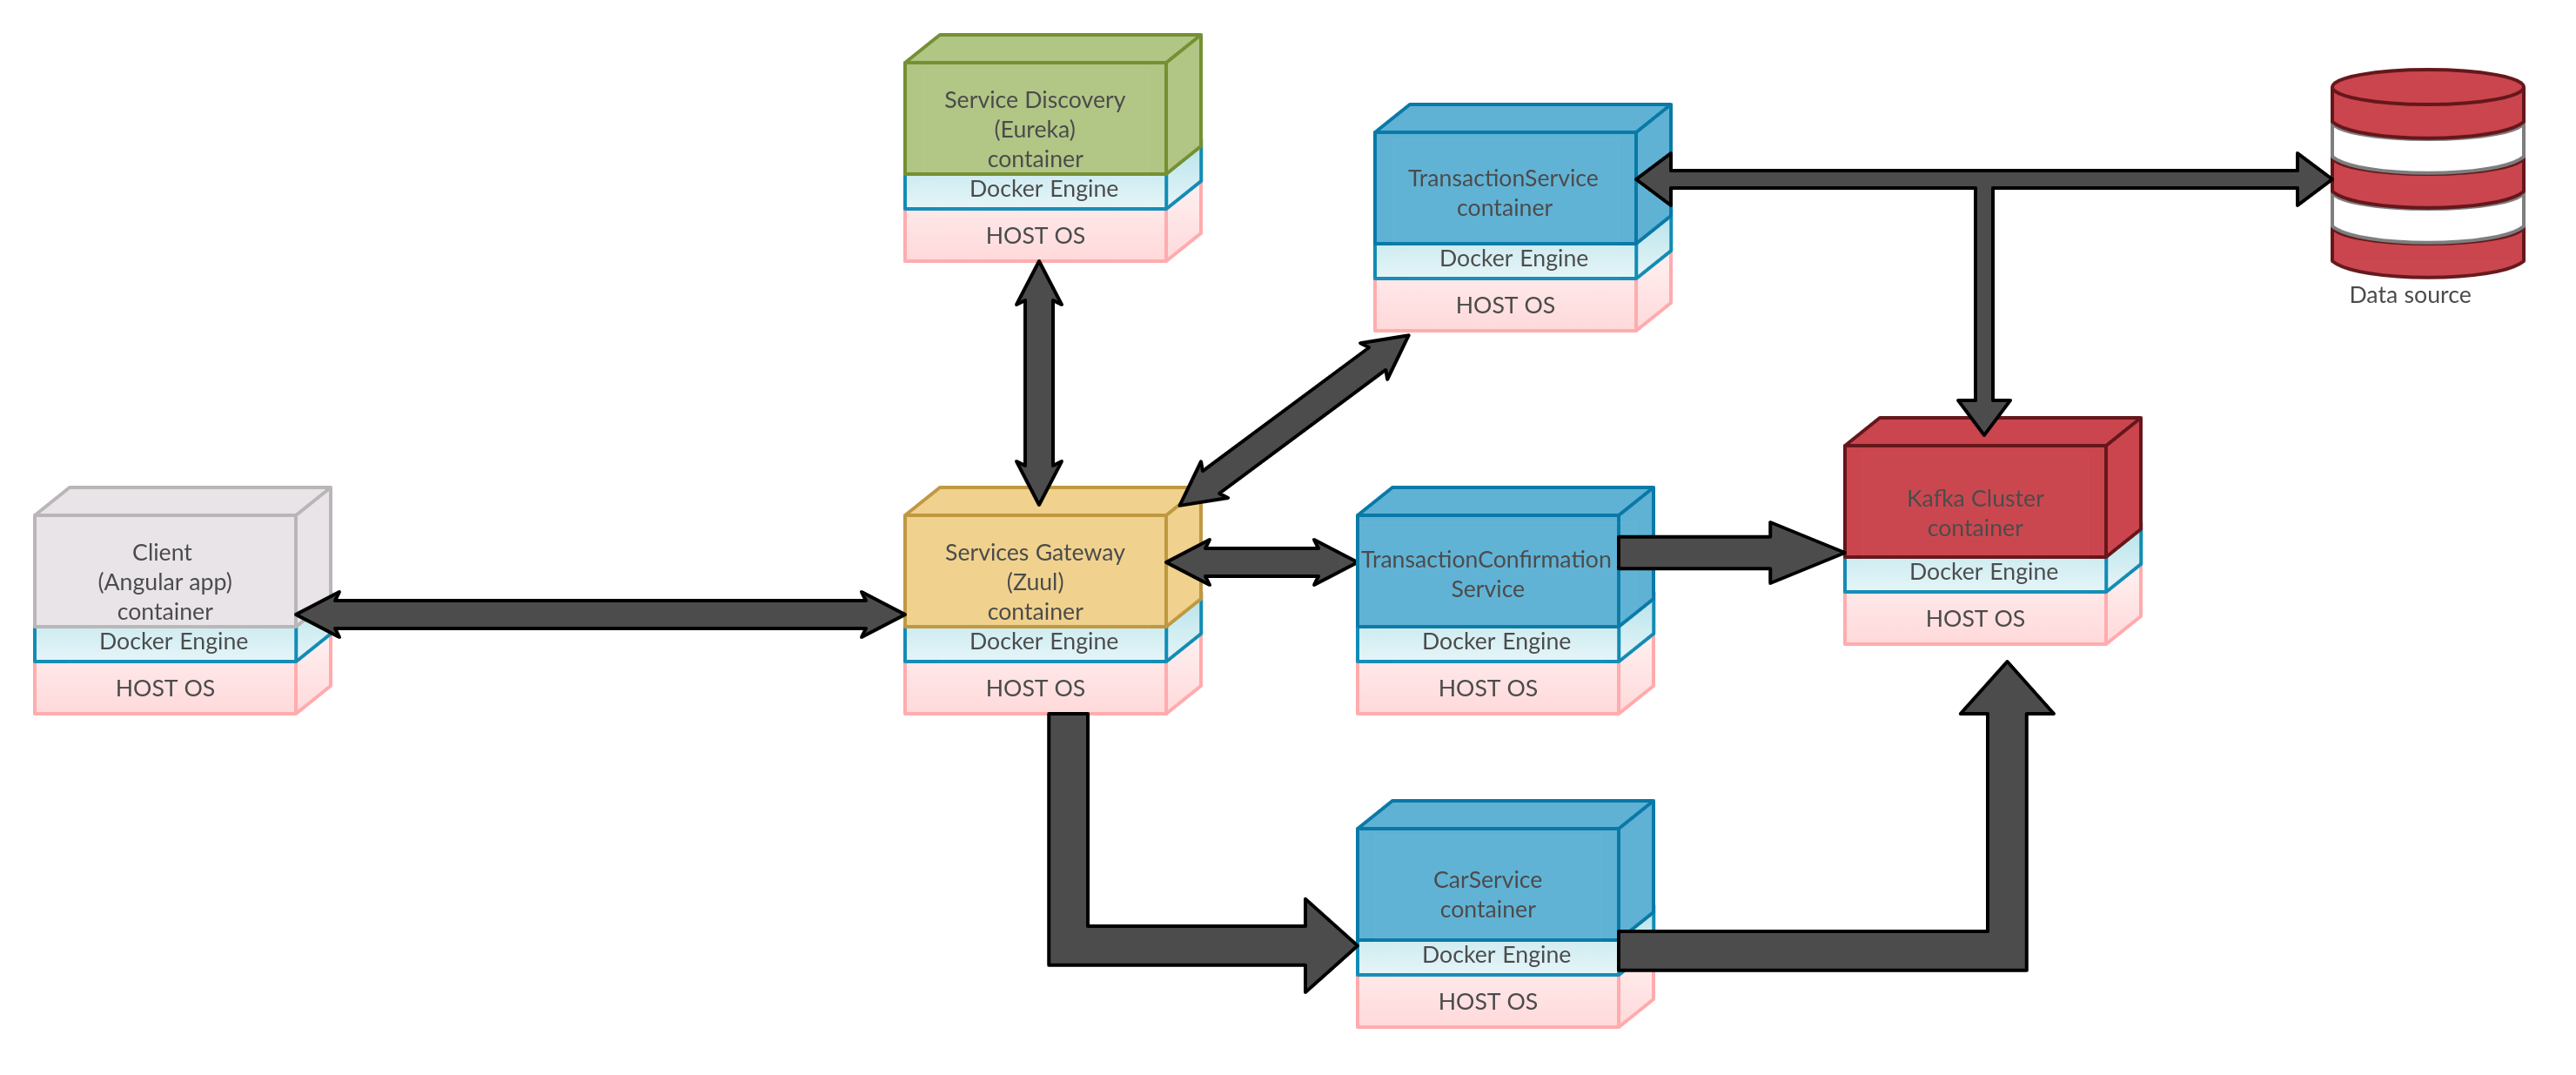 Service Discovery
(Eureka)
container
Docker Engine
HOST OS
TransactionService
container
Docker Engine
HOST OS
Data source
Client
(Angular app)
container
Docker Engine
HOST OS
Services Gateway
(Zuul)
container
Docker Engine
HOST OS
TransactionConfirmation
Service
Docker Engine
HOST OS
Kafka Cluster
container
Docker Engine
HOST OS
CarService
container
Docker Engine
HOST OS